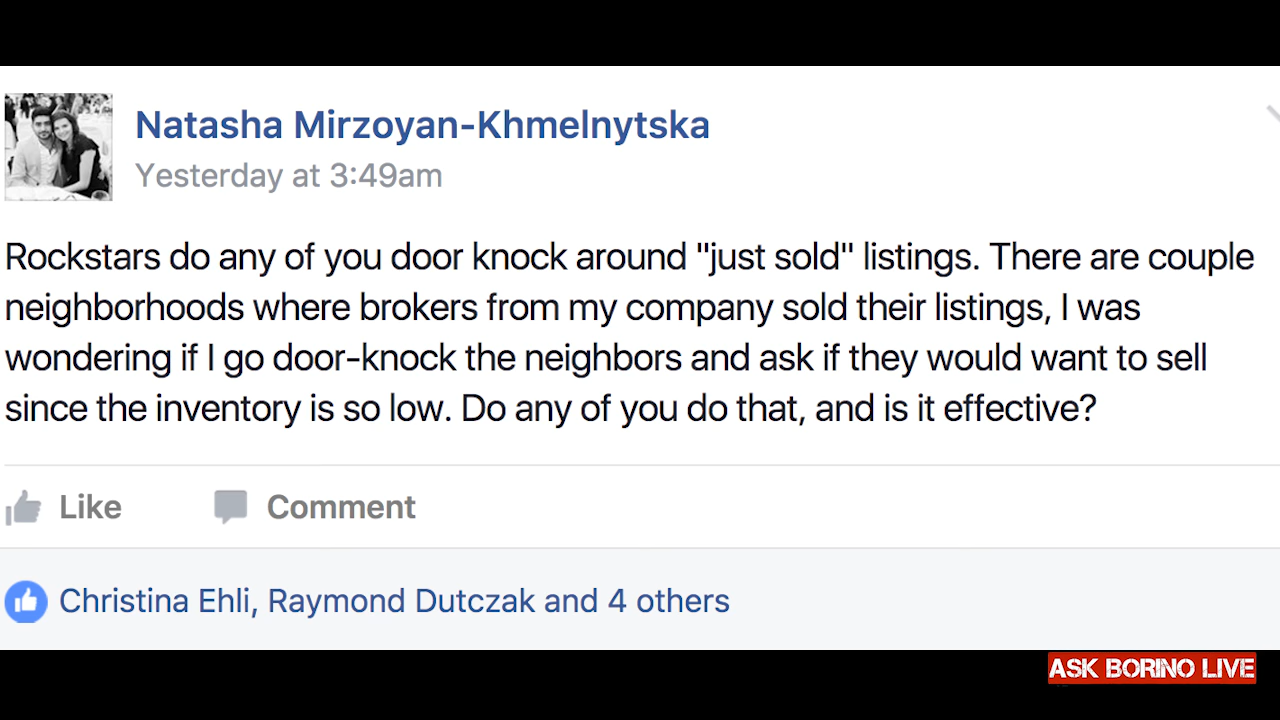 Natasha Mirzoyan-Khmelnytska
Yesterday at 3:49am
Rockstars do any of you door knock around "just sold" listings. There are couple
neighborhoods where brokers from my company sold their listings, I was
wondering if I go door-knock the neighbors and ask if they would want to sell
since the inventory is so low. Do any of you do that, and is it effective?
Like Comment
Christina Ehli, Raymond Dutczak and 4 others
ASK BORINO LIVE